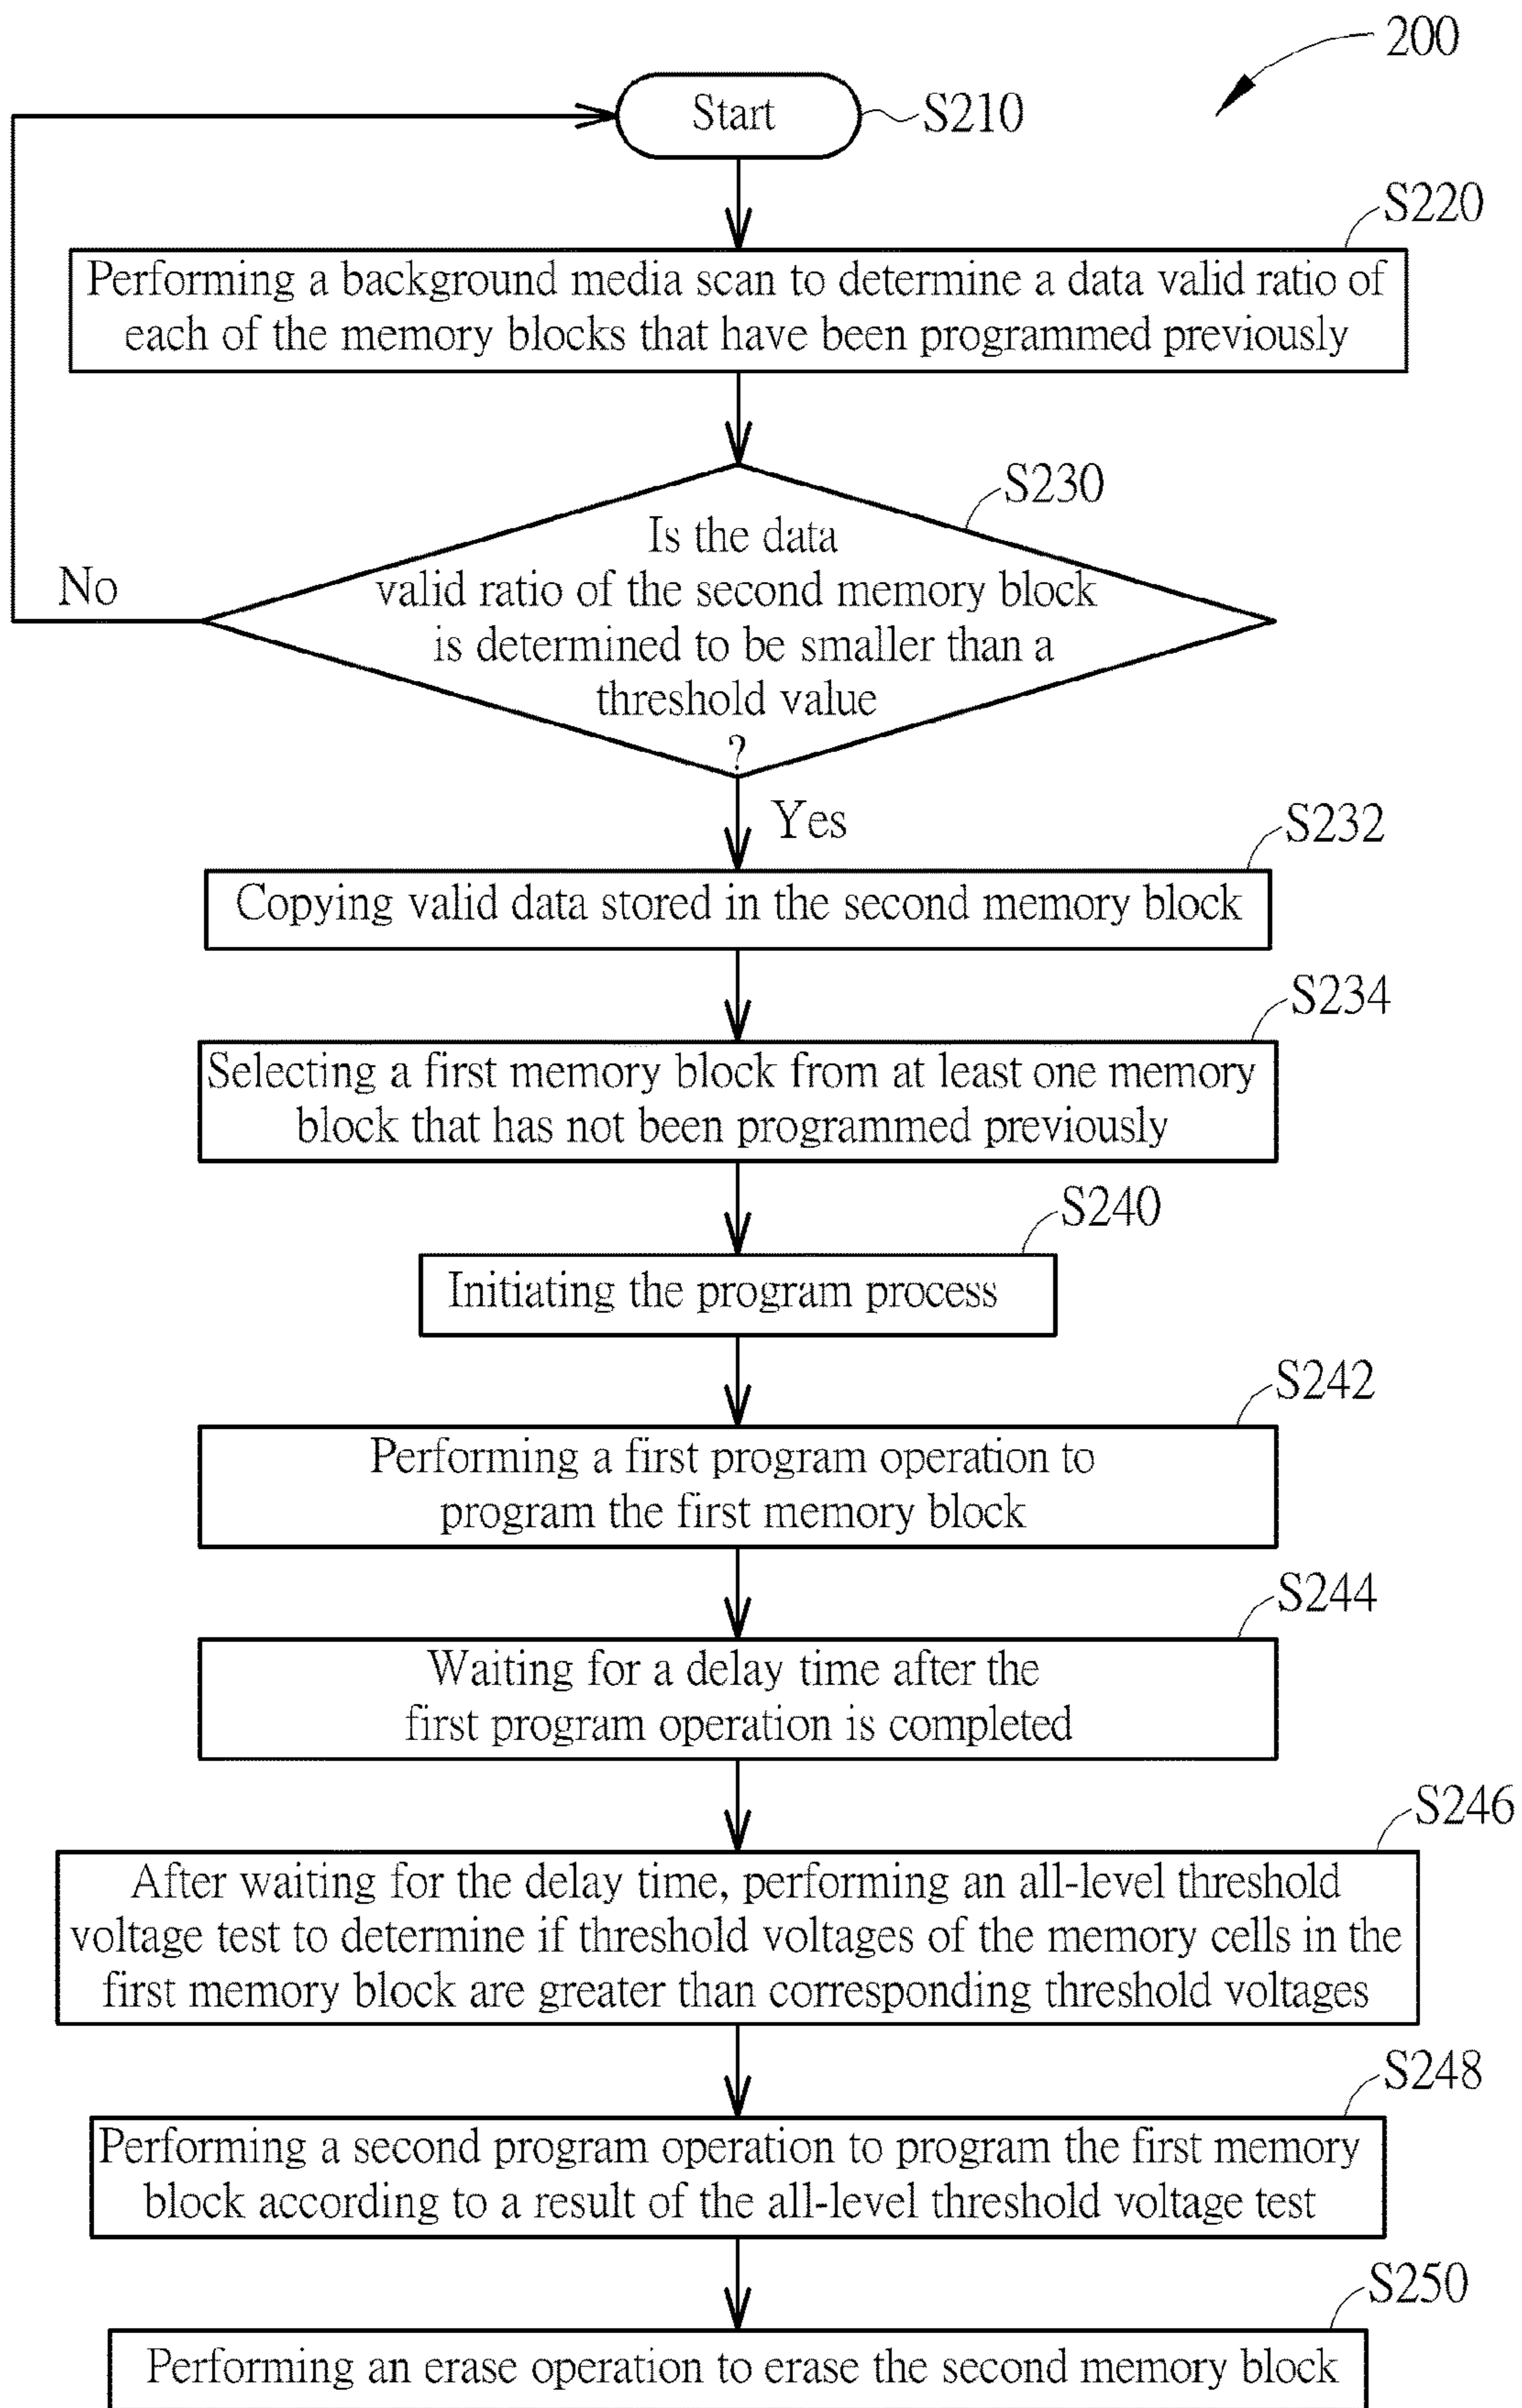 200
Start
S210
S220
Performing a background media scan to determine a data valid ratio of
each of the memory blocks that have been programmed previously
S230
Is the data
valid ratio of the second memory block
is determined to be smaller than a
threshold value
?
No
Yes
S232
Copying valid data stored in the second memory block
S234
Selecting a first memory block from at least one memory
block that has not been programmed previously
S240
Initiating the program process
S242
Performing a first program operation to
program the first memory block
S244
Waiting for a delay time after the
first program operation is completed
S246
After waiting for the delay time, performing an all-level threshold
voltage test to determine if threshold voltages of the memory cells in the
first memory block are greater than corresponding threshold voltages
S248
Performing a second program operation to program the first memory
block according to a result of the all-level threshold voltage test
S250
Performing an erase operation to erase the second memory block